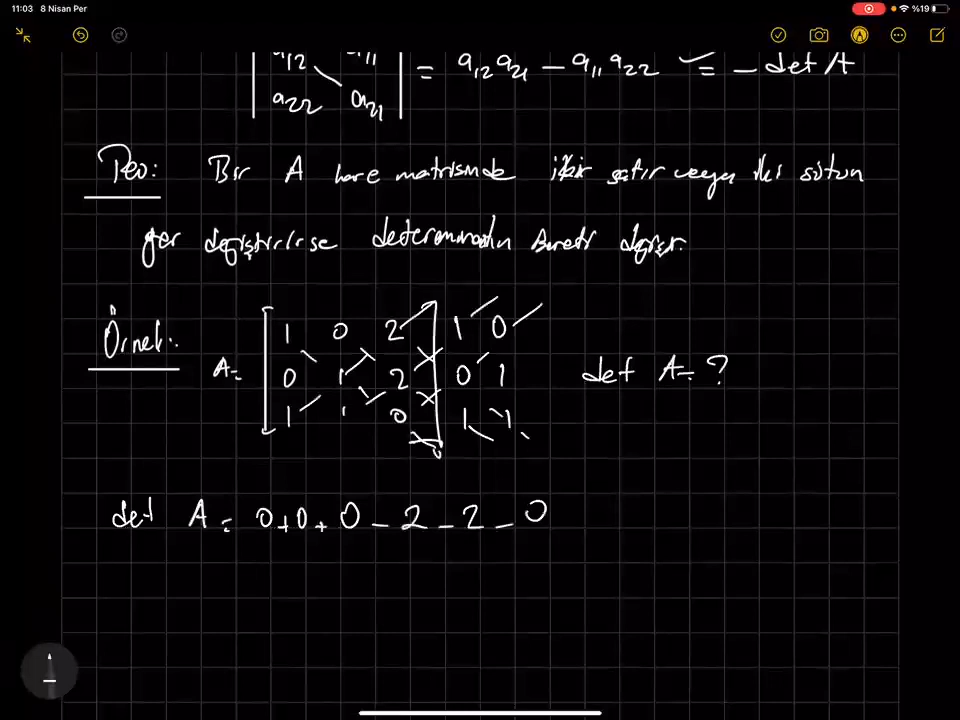 11:03 8 Nisan Per %19
| a12 a11 |
| a22 a21 | = a12 a21 - a11 a22 = - det A
Teo: Bir A kare matrisinde iki satır veya iki sütun
yer değiştirirse determinantın işareti değişir.
Örnek:
1 0 2 1 0
A= 0 1 2 0 1 det A= ?
1 1 0 1 1
det A = 0+0+0-2-2-0